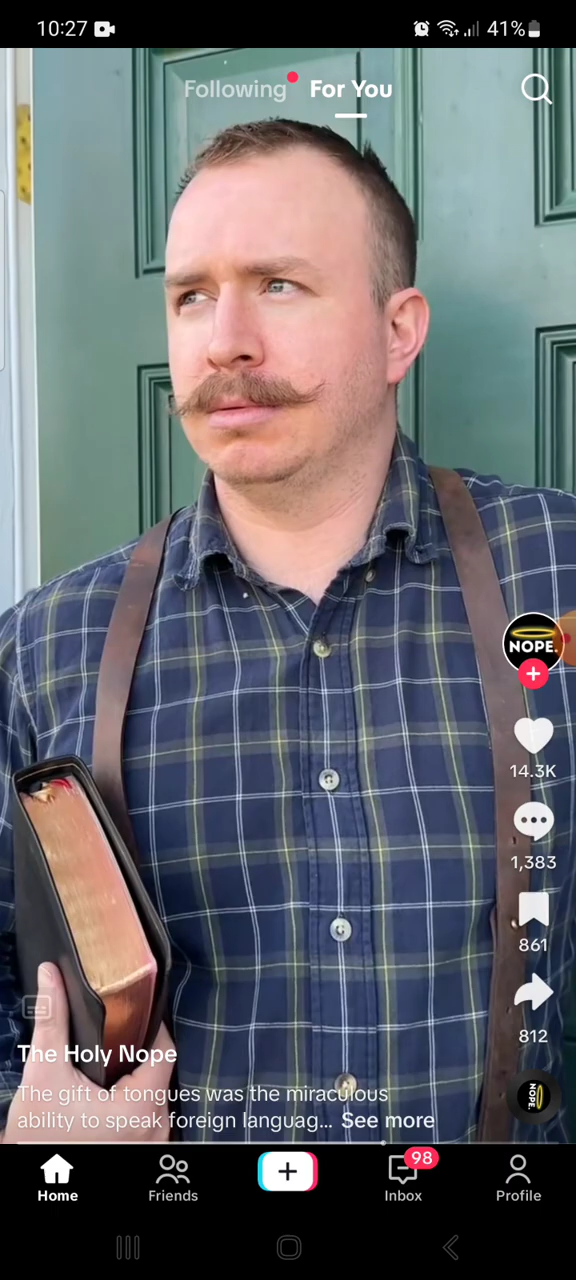 10:27
41%
Following
For You
NOPE.
14.3K
1,383
861
812
NOPE.
The Holy Nope
The gift of tongues was the miraculous
ability to speak foreign languag... See more
98
Home
Friends
Inbox
Profile